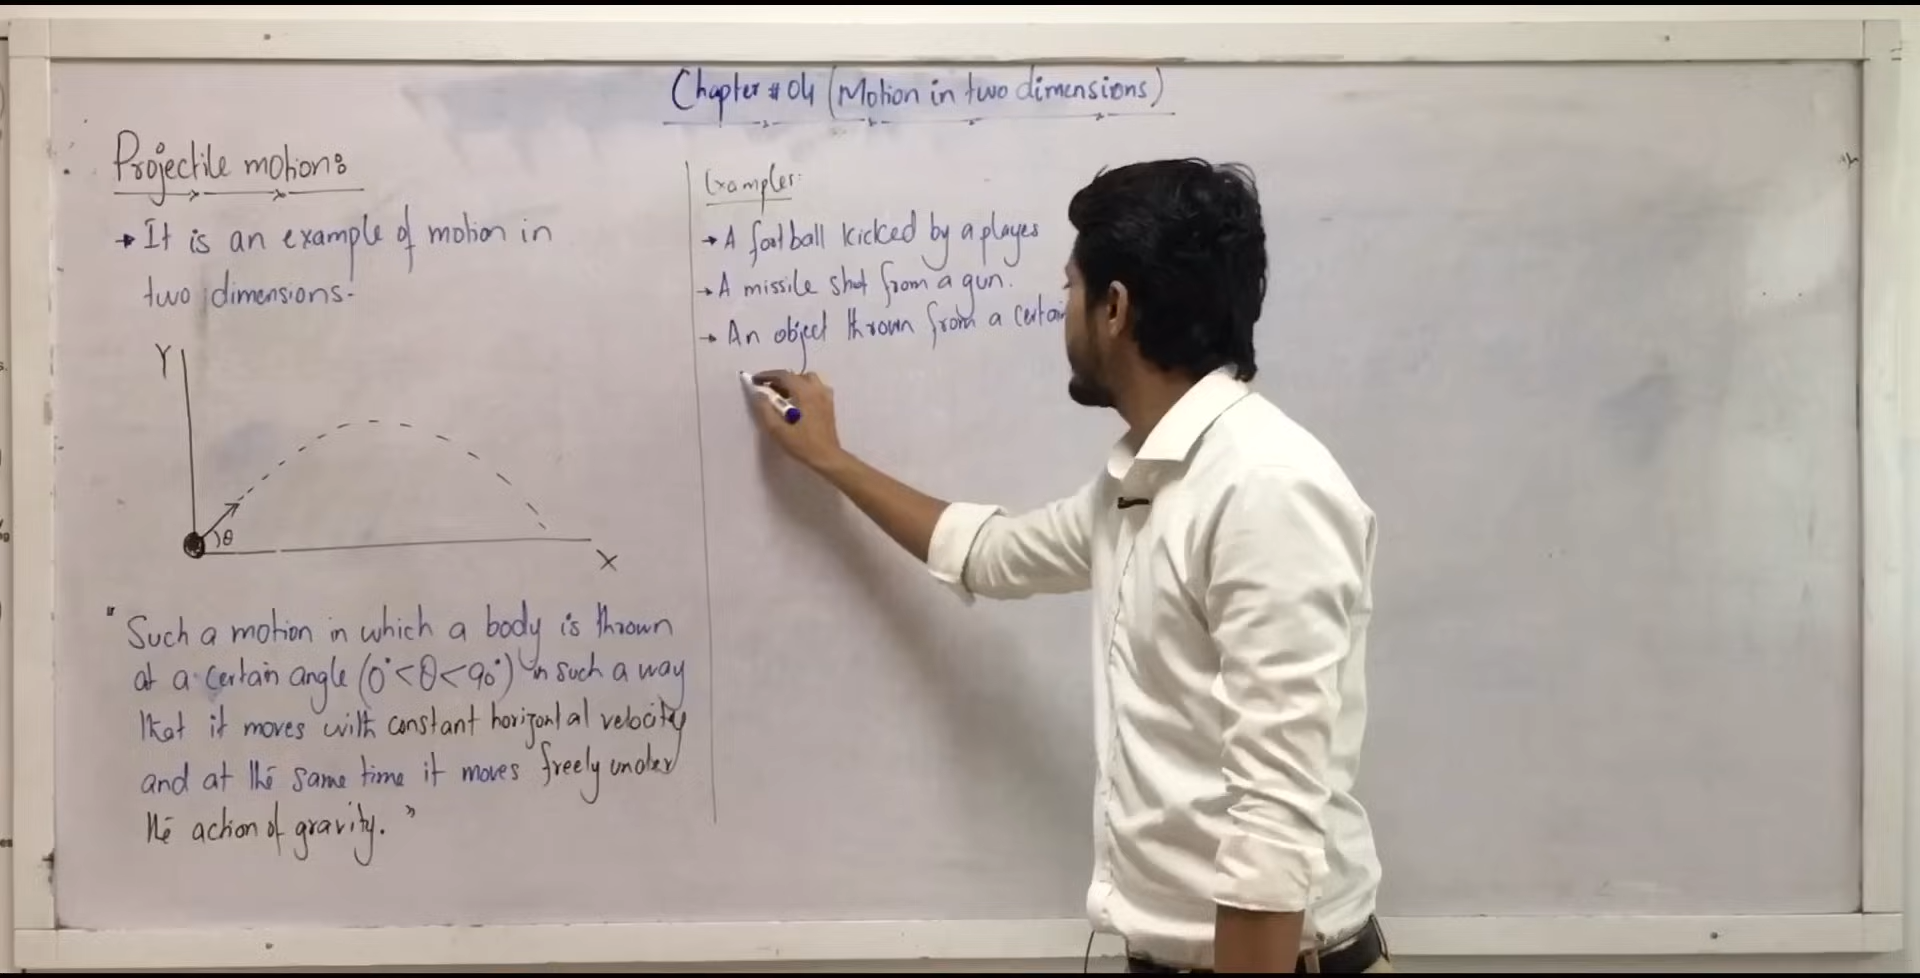 Chapter # 04 (Motion in two dimensions)
Projectile motion:
→ It is an example of motion in
two dimensions.
Y
θ
X
" Such a motion in which a body is thrown
at a certain angle (0°<θ<90°) in such a way
that it moves with constant horizontal velocity
and at the same time it moves freely under
the action of gravity. "
Examples:
→ A football kicked by a player
→ A missile shot from a gun.
→ An object thrown from a certain